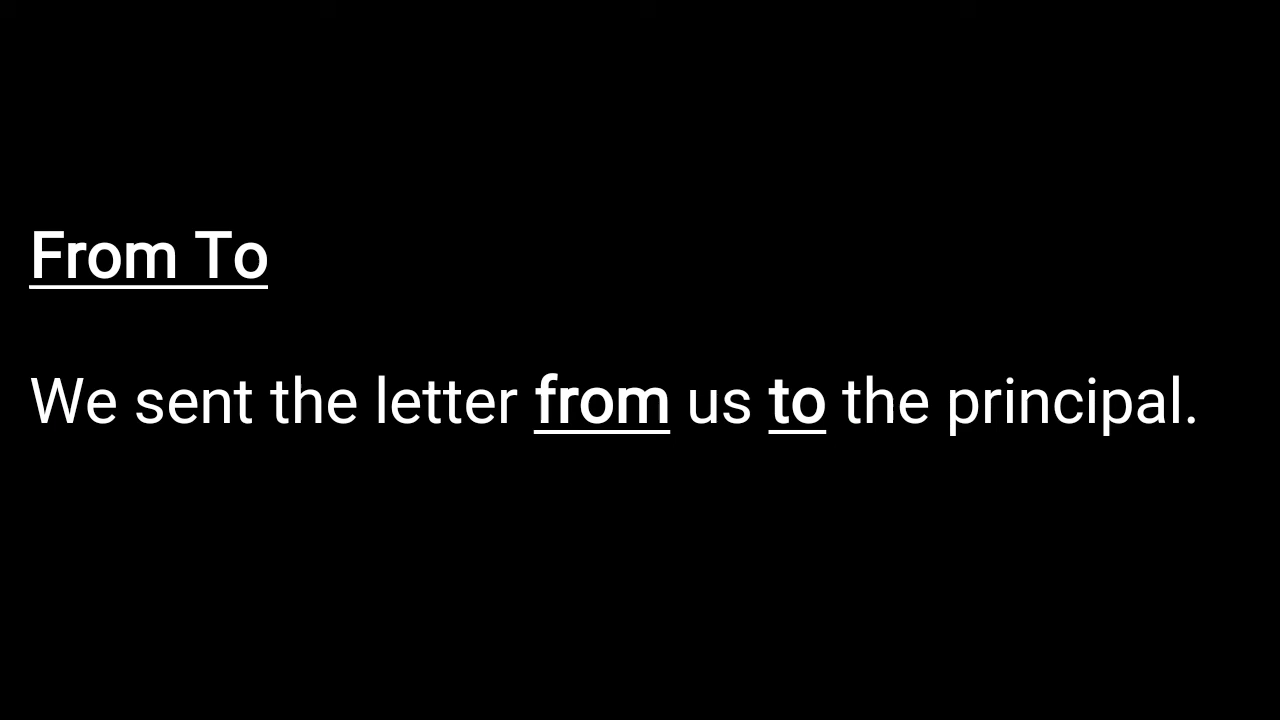 From To
We sent the letter from us to the principal.